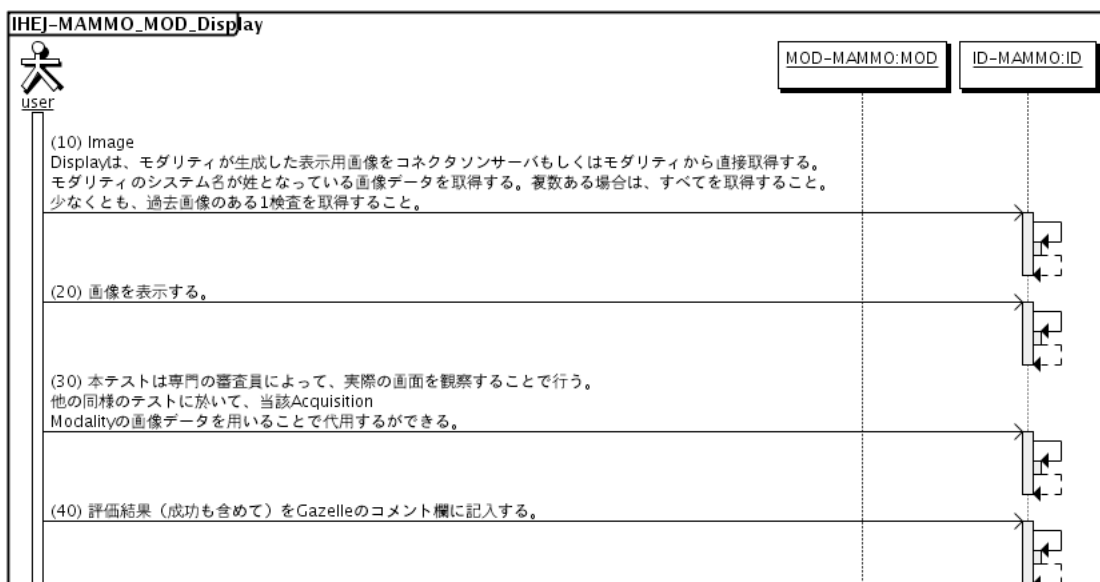 IHEJ-MAMMO_MOD_Display
user
MOD-MAMMO:MOD
ID-MAMMO:ID
(10) Image
Displayは、モダリティが生成した表示用画像をコネクタソンサーバもしくはモダリティから直接取得する。
モダリティのシステム名が姓となっている画像データを取得する。複数ある場合は、すべてを取得すること。
少なくとも、過去画像のある1検査を取得すること。
(20) 画像を表示する。
(30) 本テストは専門の審査員によって、実際の画面を観察することで行う。
他の同様のテストに於いて、当該Acquisition
Modalityの画像データを用いることで代用するができる。
(40) 評価結果（成功も含めて）をGazelleのコメント欄に記入する。